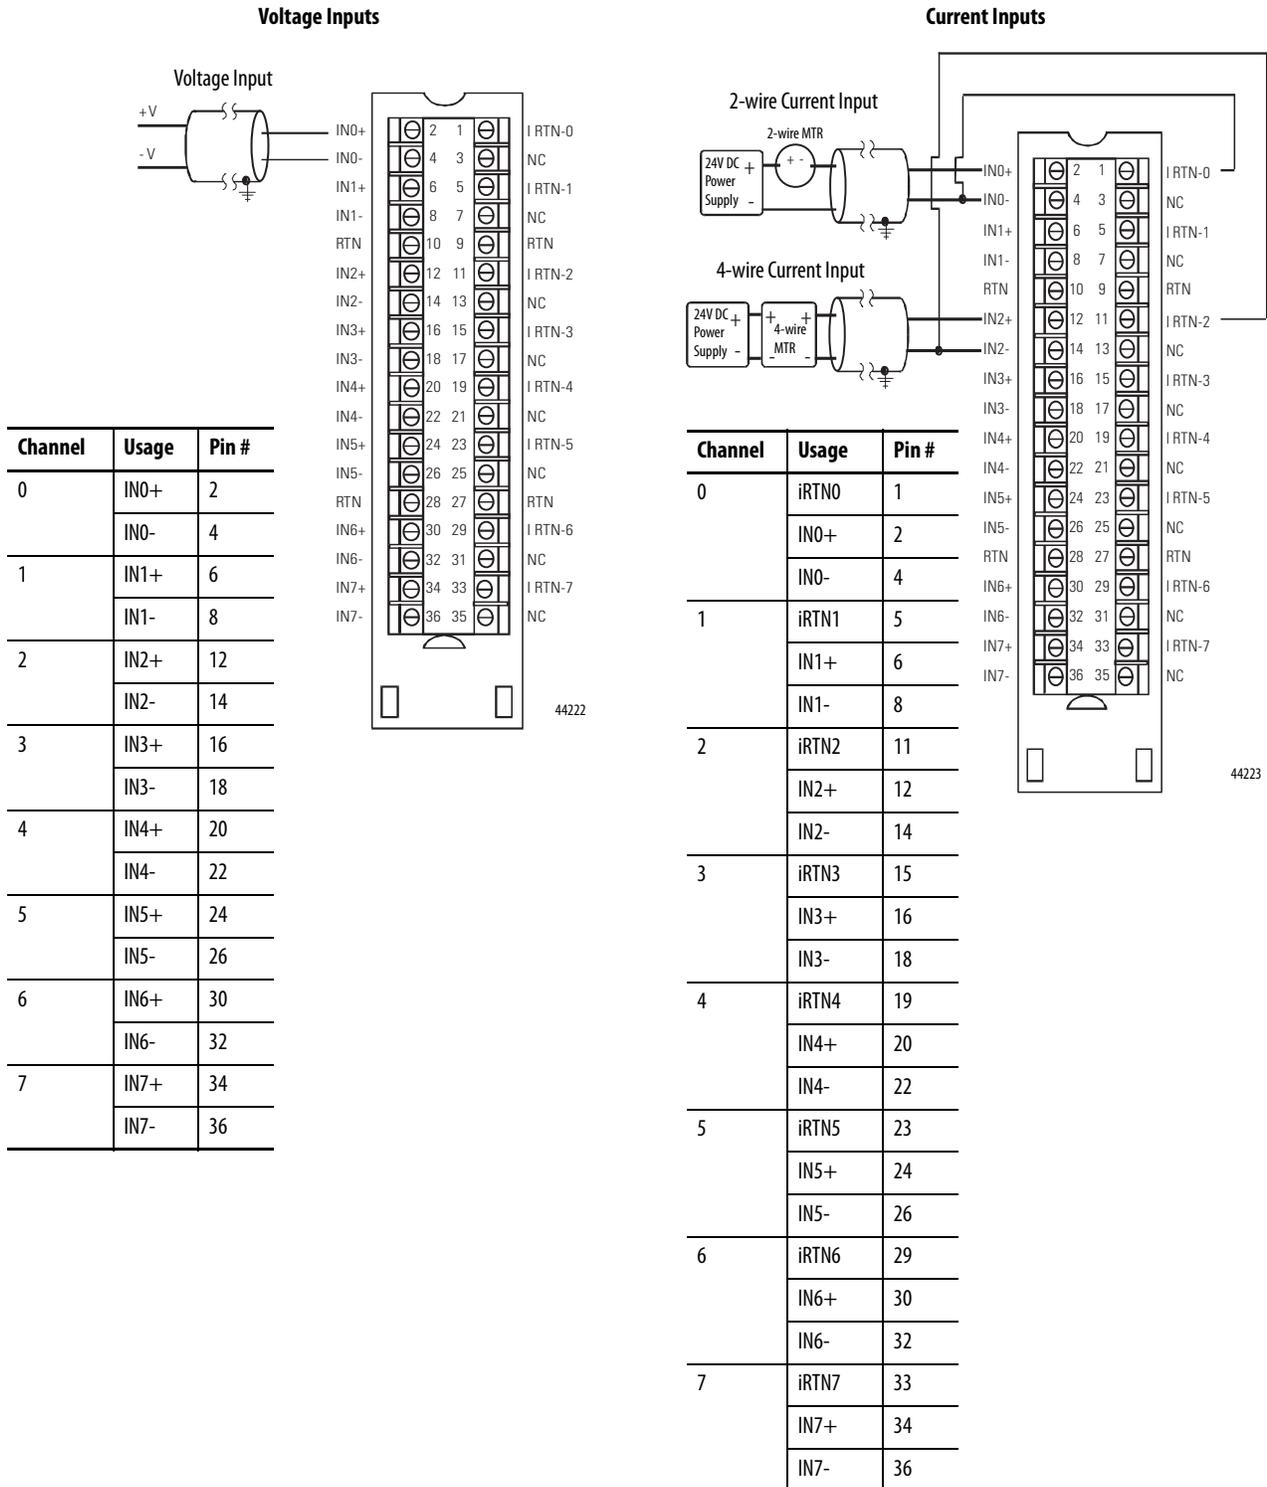 Voltage Inputs
Voltage Input
+V
- V
IN0+ 2 1 I RTN-0
IN0- 4 3 NC
IN1+ 6 5 I RTN-1
IN1- 8 7 NC
RTN 10 9 RTN
IN2+ 12 11 I RTN-2
IN2- 14 13 NC
IN3+ 16 15 I RTN-3
IN3- 18 17 NC
IN4+ 20 19 I RTN-4
IN4- 22 21 NC
IN5+ 24 23 I RTN-5
IN5- 26 25 NC
RTN 28 27 RTN
IN6+ 30 29 I RTN-6
IN6- 32 31 NC
IN7+ 34 33 I RTN-7
IN7- 36 35 NC
44222
Channel Usage Pin #
0 IN0+ 2
IN0- 4
1 IN1+ 6
IN1- 8
2 IN2+ 12
IN2- 14
3 IN3+ 16
IN3- 18
4 IN4+ 20
IN4- 22
5 IN5+ 24
IN5- 26
6 IN6+ 30
IN6- 32
7 IN7+ 34
IN7- 36
Current Inputs
2-wire Current Input
2-wire MTR
24V DC +
Power
Supply -
+ -
4-wire Current Input
24V DC +
Power
Supply -
+ +
4-wire
MTR
- -
IN0+ 2 1 I RTN-0
IN0- 4 3 NC
IN1+ 6 5 I RTN-1
IN1- 8 7 NC
RTN 10 9 RTN
IN2+ 12 11 I RTN-2
IN2- 14 13 NC
IN3+ 16 15 I RTN-3
IN3- 18 17 NC
IN4+ 20 19 I RTN-4
IN4- 22 21 NC
IN5+ 24 23 I RTN-5
IN5- 26 25 NC
RTN 28 27 RTN
IN6+ 30 29 I RTN-6
IN6- 32 31 NC
IN7+ 34 33 I RTN-7
IN7- 36 35 NC
44223
Channel Usage Pin #
0 iRTN0 1
IN0+ 2
IN0- 4
1 iRTN1 5
IN1+ 6
IN1- 8
2 iRTN2 11
IN2+ 12
IN2- 14
3 iRTN3 15
IN3+ 16
IN3- 18
4 iRTN4 19
IN4+ 20
IN4- 22
5 iRTN5 23
IN5+ 24
IN5- 26
6 iRTN6 29
IN6+ 30
IN6- 32
7 iRTN7 33
IN7+ 34
IN7- 36